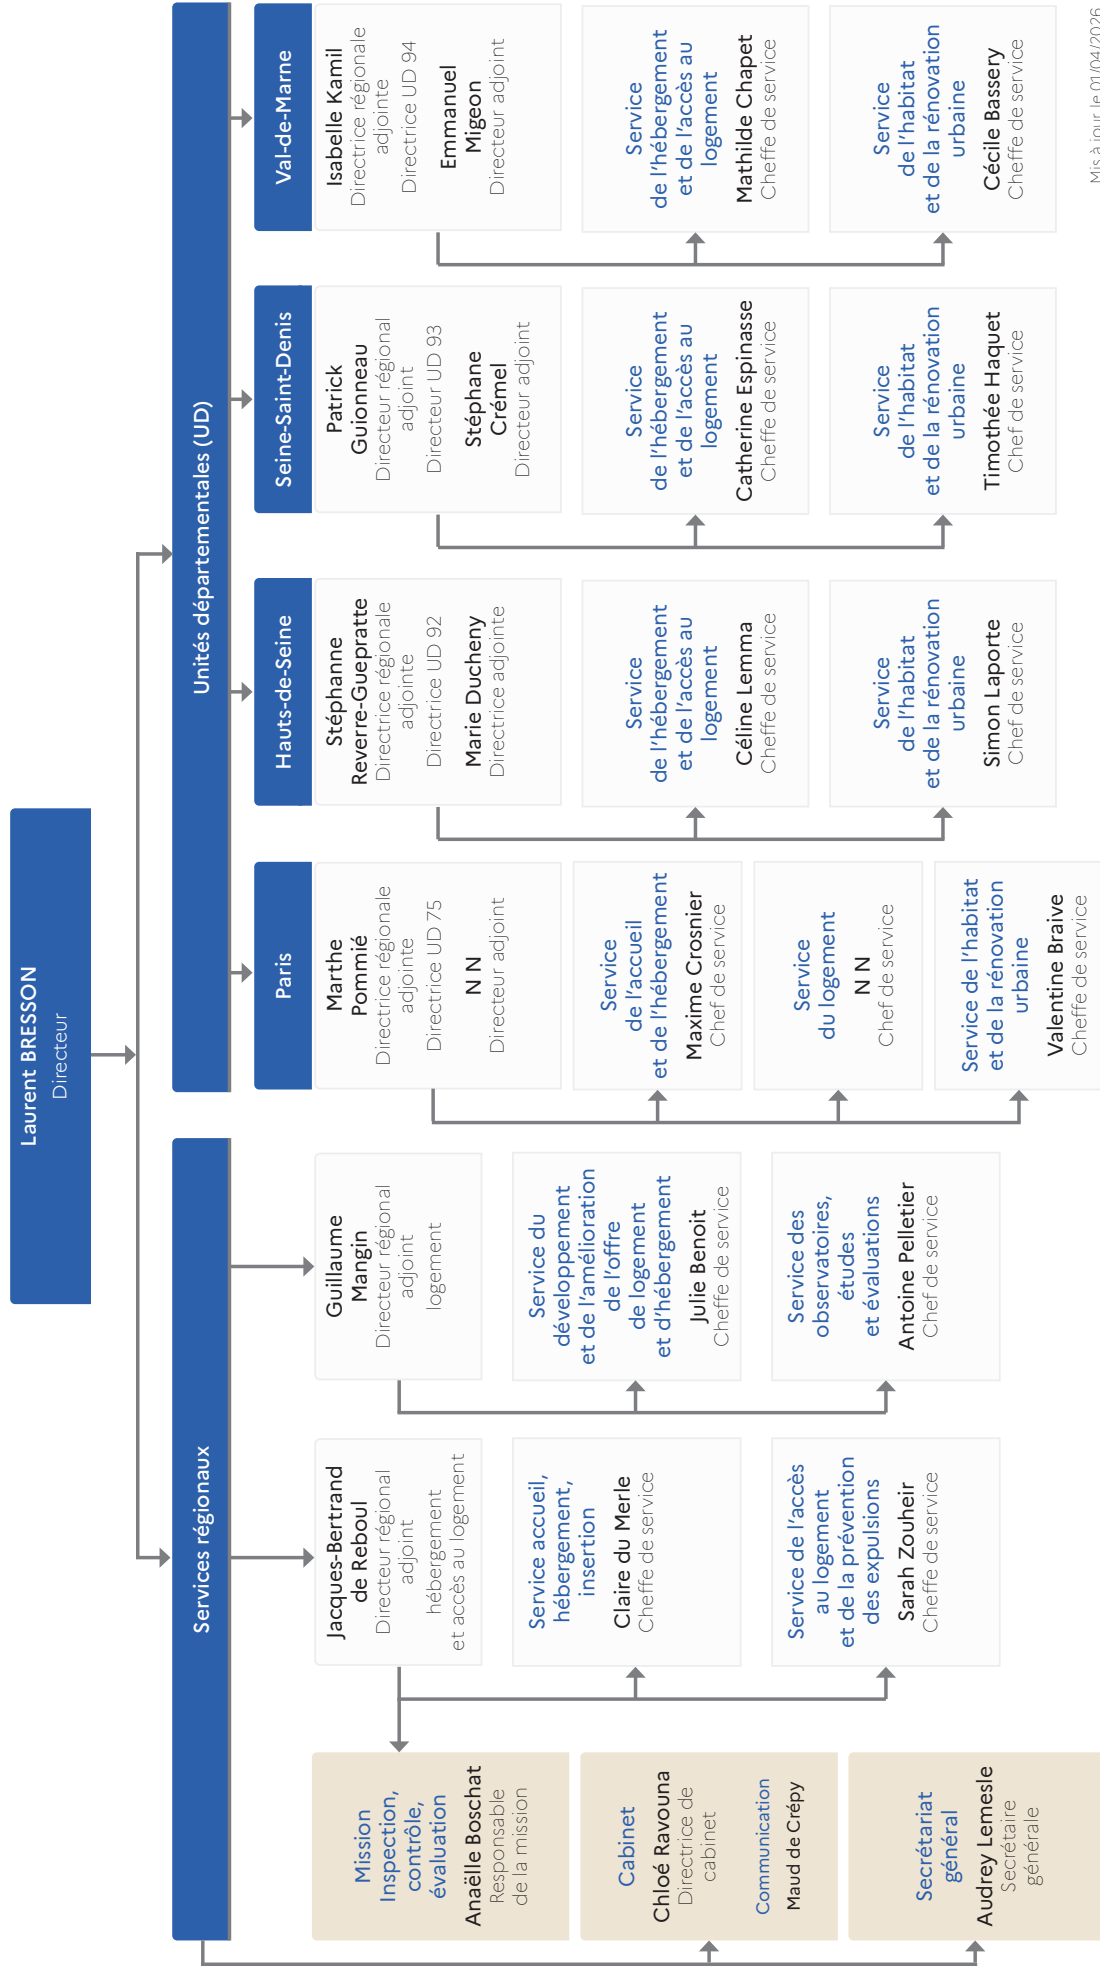 Laurent BRESSON
Directeur
Services régionaux
Unités départementales (UD)
Mission
Inspection,
contrôle,
évaluation
Anaëlle Boschat
Responsable
de la mission
Cabinet
Chloé Ravouna
Directrice de
cabinet
Communication
Maud de Crépy
Secrétariat
général
Audrey Lemesle
Secrétaire
générale
Jacques-Bertrand
de Reboul
Directeur régional
adjoint
hébergement
et accès au logement
Service accueil,
hébergement,
insertion
Claire du Merle
Cheffe de service
Service de l'accès
au logement
et de la prévention
des expulsions
Sarah Zouheir
Cheffe de service
Guillaume
Mangin
Directeur régional
adjoint
logement
Service du
développement
et de l'amélioration
de l'offre
de logement
et d'hébergement
Julie Benoit
Cheffe de service
Service des
observatoires,
études
et évaluations
Antoine Pelletier
Chef de service
Paris
Marthe
Pommié
Directrice régionale
adjointe
Directrice UD 75
N N
Directeur adjoint
Service
de l'accueil
et de l'hébergement
Maxime Crosnier
Chef de service
Service
du logement
N N
Chef de service
Service de l'habitat
et de la rénovation
urbaine
Valentine Braive
Cheffe de service
Hauts-de-Seine
Stéphanne
Reverre-Guepratte
Directrice régionale
adjointe
Directrice UD 92
Marie Ducheny
Directrice adjointe
Service
de l'hébergement
et de l'accès au
logement
Céline Lemma
Cheffe de service
Service
de l'habitat
et de la rénovation
urbaine
Simon Laporte
Chef de service
Seine-Saint-Denis
Patrick
Guionneau
Directeur régional
adjoint
Directeur UD 93
Stéphane
Crémel
Directeur adjoint
Service
de l'hébergement
et de l'accès au
logement
Catherine Espinasse
Cheffe de service
Service
de l'habitat
et de la rénovation
urbaine
Timothée Haquet
Chef de service
Val-de-Marne
Isabelle Kamil
Directrice régionale
adjointe
Directrice UD 94
Emmanuel
Migeon
Directeur adjoint
Service
de l'hébergement
et de l'accès au
logement
Mathilde Chapet
Cheffe de service
Service
de l'habitat
et de la rénovation
urbaine
Cécile Bassery
Cheffe de service
Mis à jour le 01/04/2026